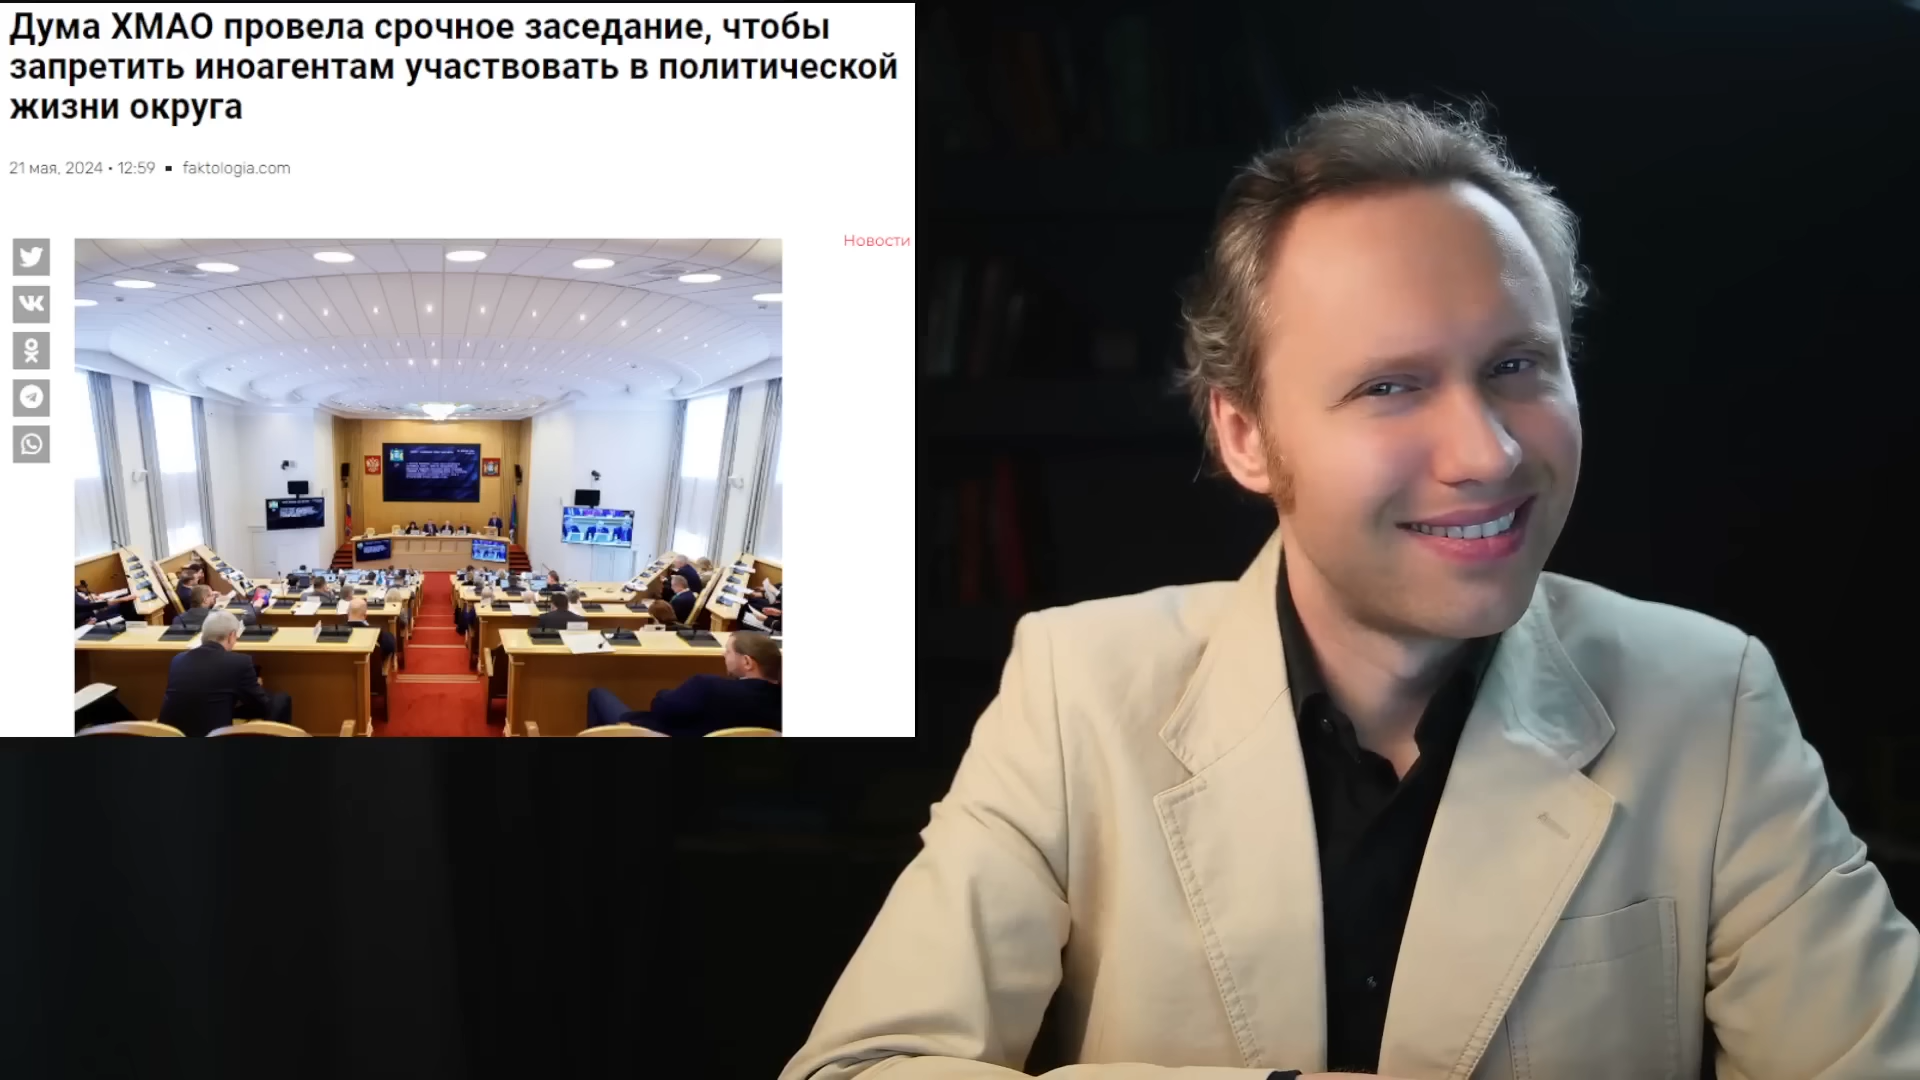 Дума ХМАО провела срочное заседание, чтобы
запретить иноагентам участвовать в политической
жизни округа
21 мая, 2024 • 12:59 ▪ faktologia.com
Новости